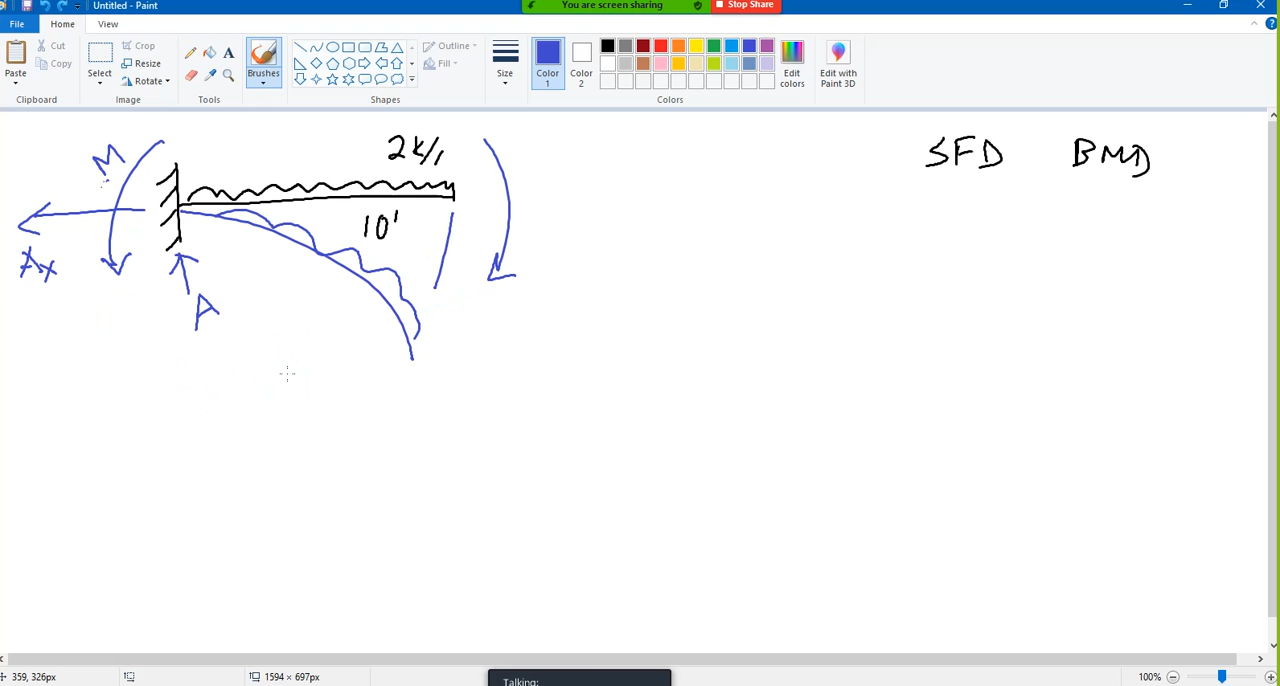 Untitled - Paint
You are screen sharing
Stop Share
File
Home
View
Paste
Cut
Copy
Clipboard
Select
Crop
Resize
Rotate
Image
Tools
Brushes
Shapes
Outline
Fill
Size
Color 1
Color 2
Edit colors
Colors
Edit with Paint 3D
M
2k/,
SFD BMD
10'
Ax
A
359, 326px
1594 × 697px
Talking:
100%